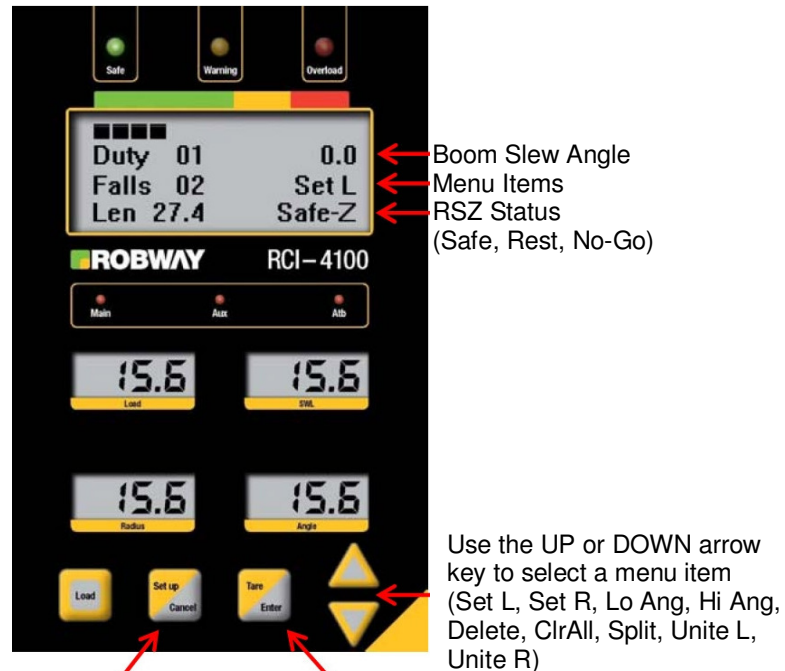 Safe Warning Overload
Duty 01 0.0
Falls 02 Set L
Len 27.4 Safe-Z
Boom Slew Angle
Menu Items
RSZ Status
(Safe, Rest, No-Go)
ROBWAY RCI-4100
Main Aux Atb
15.6 15.6
Load SWL
15.6 15.6
Radius Angle
Load
Set up
Cancel
Tare
Enter
Use the UP or DOWN arrow
key to select a menu item
(Set L, Set R, Lo Ang, Hi Ang,
Delete, ClrAll, Split, Unite L,
Unite R)